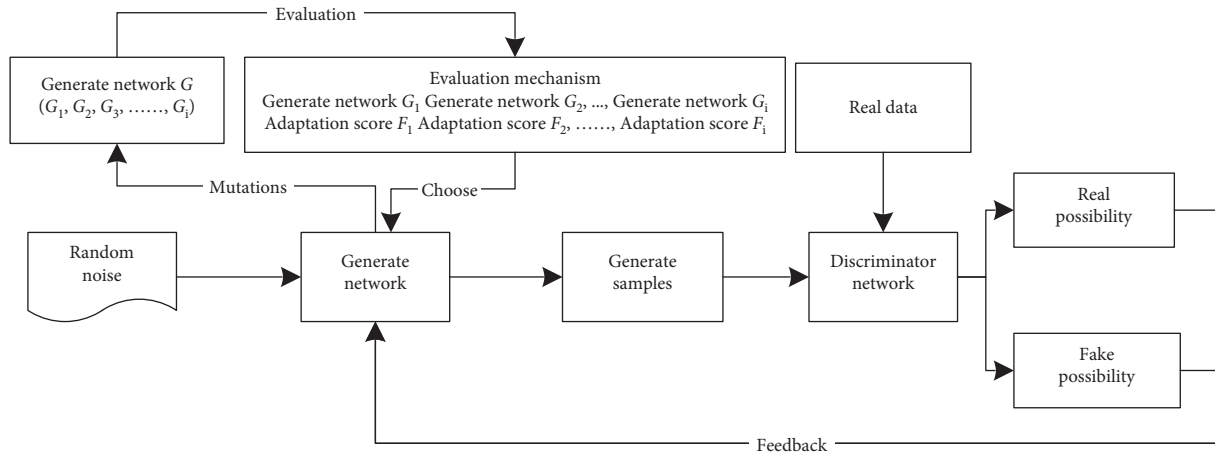 Evaluation
Generate network G
(G₁, G₂, G₃, ……, Gᵢ)
Evaluation mechanism
Generate network G₁ Generate network G₂, ..., Generate network Gᵢ
Adaptation score F₁ Adaptation score F₂, ……, Adaptation score Fᵢ
Real data
Mutations
Choose
Real
possibility
Random
noise
Generate
network
Generate
samples
Discriminator
network
Fake
possibility
Feedback